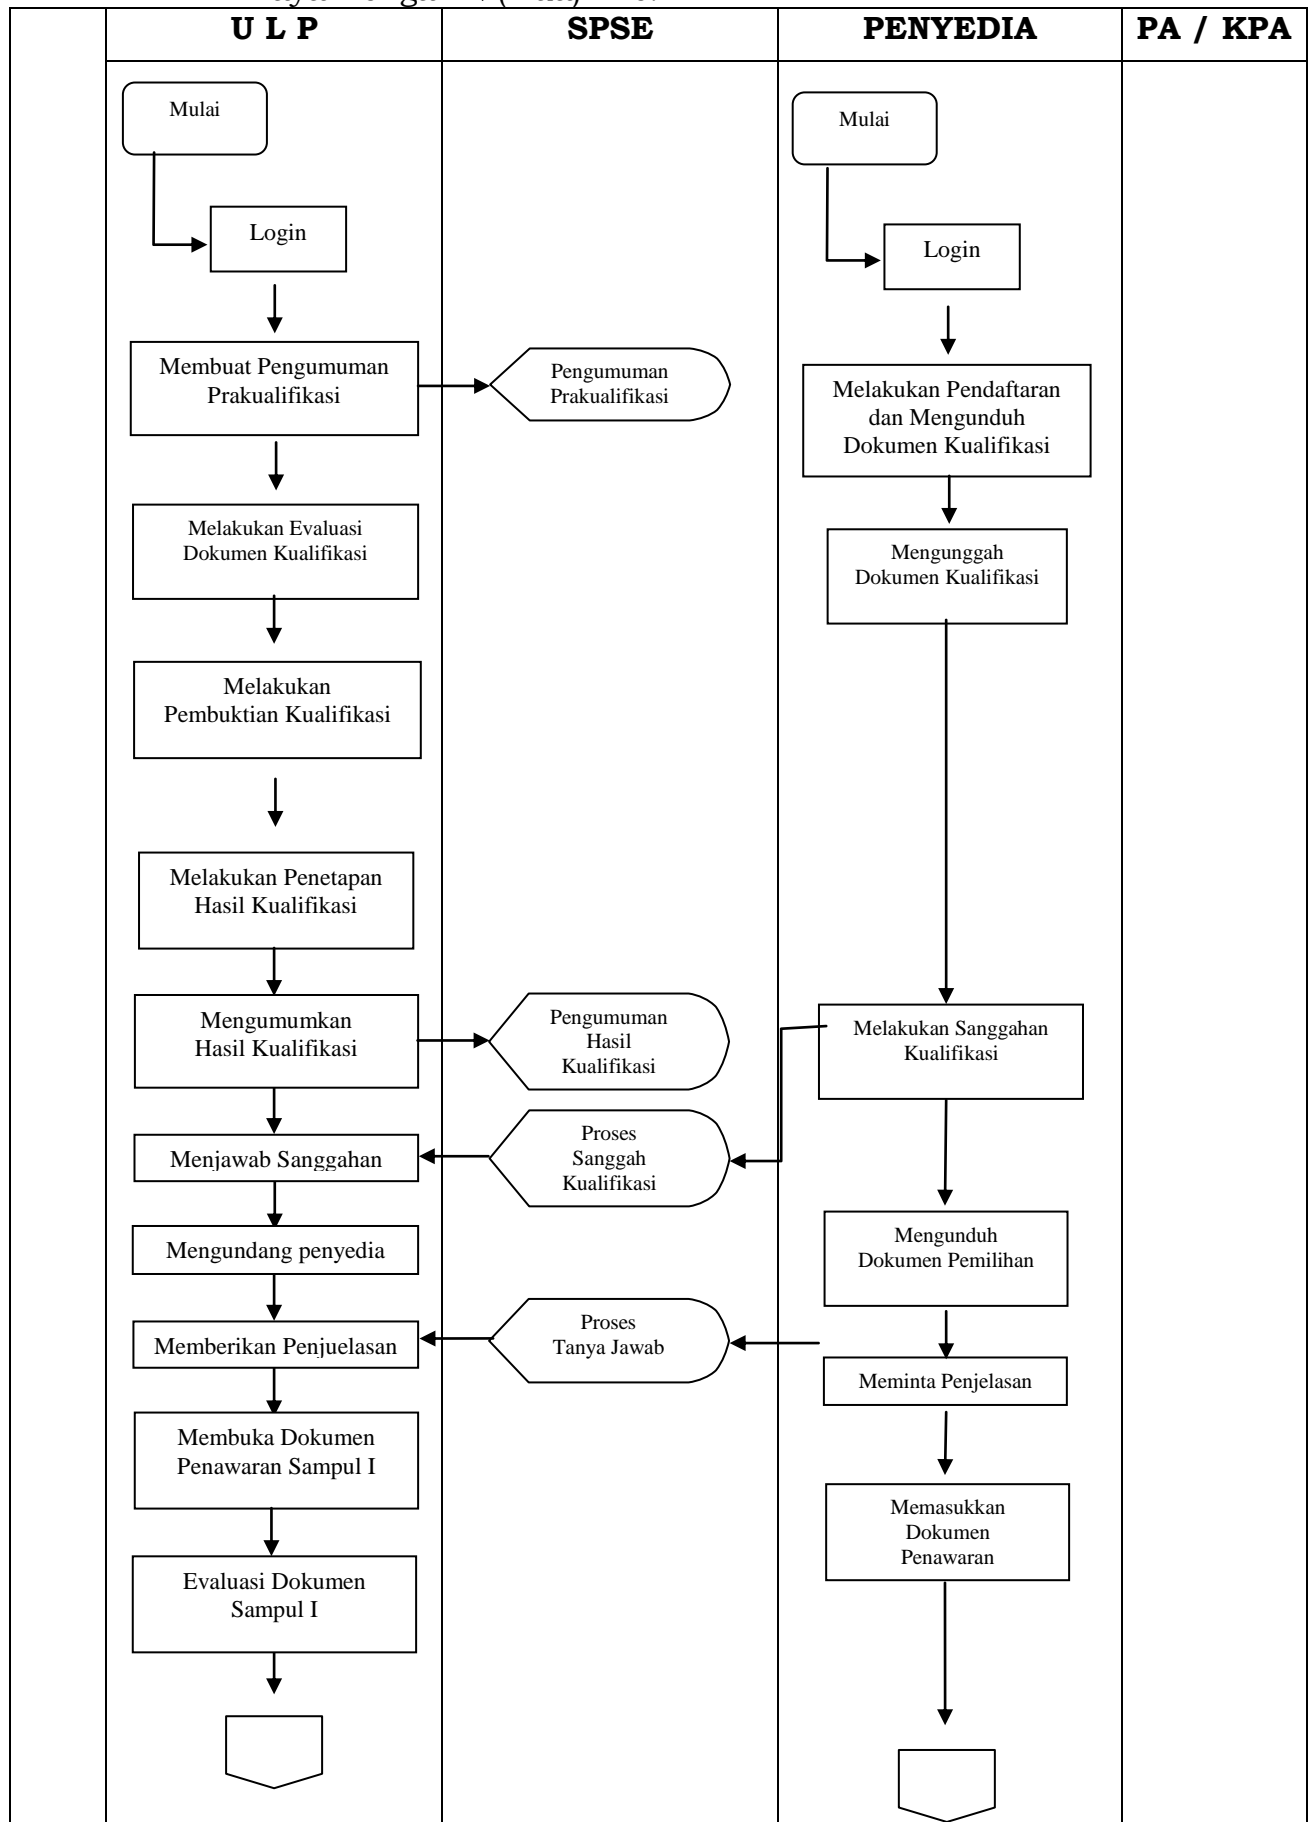 U L P
SPSE
PENYEDIA
PA / KPA
Mulai
Login
Membuat Pengumuman
Prakualifikasi
Melakukan Evaluasi
Dokumen Kualifikasi
Melakukan
Pembuktian Kualifikasi
Melakukan Penetapan
Hasil Kualifikasi
Mengumumkan
Hasil Kualifikasi
Menjawab Sanggahan
Mengundang penyedia
Memberikan Penjuelasan
Membuka Dokumen
Penawaran Sampul I
Evaluasi Dokumen
Sampul I
Pengumuman
Prakualifikasi
Pengumuman
Hasil
Kualifikasi
Proses
Sanggah
Kualifikasi
Proses
Tanya Jawab
Mulai
Login
Melakukan Pendaftaran
dan Mengunduh
Dokumen Kualifikasi
Mengunggah
Dokumen Kualifikasi
Melakukan Sanggahan
Kualifikasi
Mengunduh
Dokumen Pemilihan
Meminta Penjelasan
Memasukkan
Dokumen
Penawaran